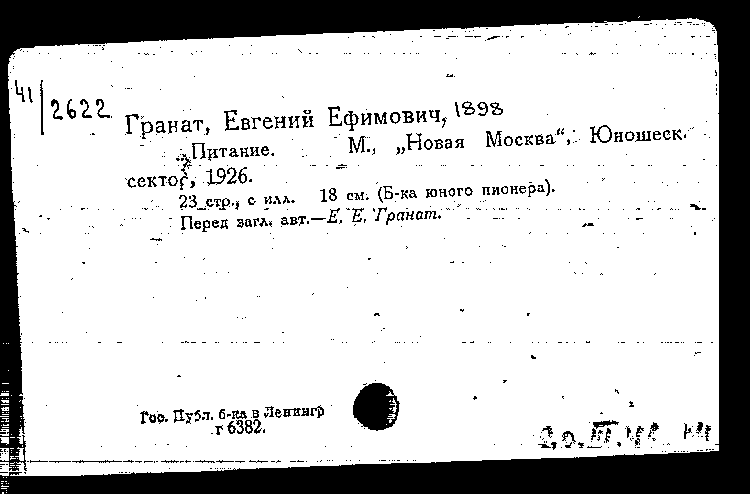 41/2622
Гранат, Евгений Ефимович, 1898
Питание. М., „Новая Москва“, Юношеск.
сектор, 1926.
23 стр., с илл. 18 см. (Б-ка юного пионера).
Перед загл. авт.—Е. Е. Гранат.
Гос. Публ. б-ка в Ленингр
г 6382.